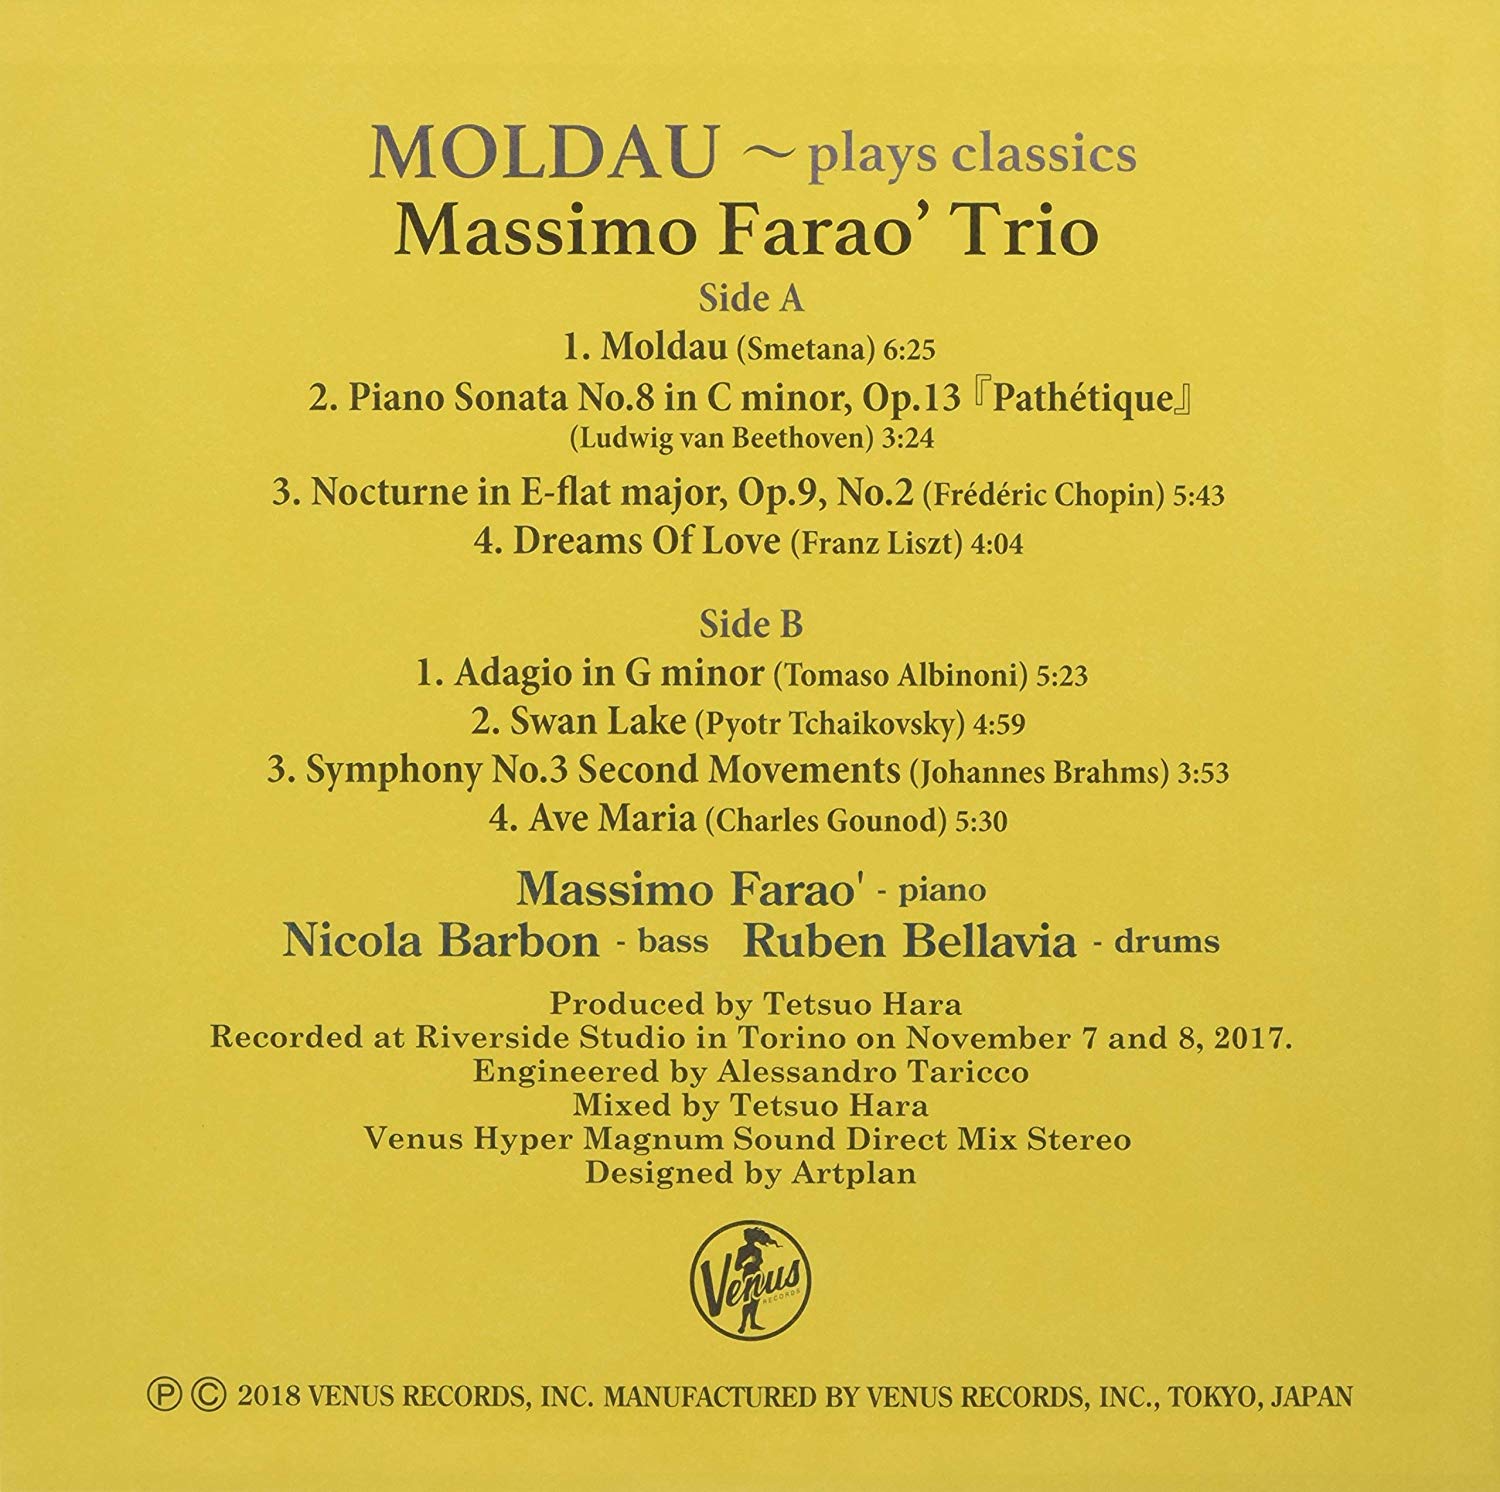 MOLDAU ～plays classics
Massimo Farao’ Trio
Side A
1. Moldau (Smetana) 6:25
2. Piano Sonata No.8 in C minor, Op.13『Pathétique』
(Ludwig van Beethoven) 3:24
3. Nocturne in E-flat major, Op.9, No.2 (Frédéric Chopin) 5:43
4. Dreams Of Love (Franz Liszt) 4:04
Side B
1. Adagio in G minor (Tomaso Albinoni) 5:23
2. Swan Lake (Pyotr Tchaikovsky) 4:59
3. Symphony No.3 Second Movements (Johannes Brahms) 3:53
4. Ave Maria (Charles Gounod) 5:30
Massimo Farao' - piano
Nicola Barbon - bass Ruben Bellavia - drums
Produced by Tetsuo Hara
Recorded at Riverside Studio in Torino on November 7 and 8, 2017.
Engineered by Alessandro Taricco
Mixed by Tetsuo Hara
Venus Hyper Magnum Sound Direct Mix Stereo
Designed by Artplan
Venus
RECORDS
Ⓟ Ⓒ 2018 VENUS RECORDS, INC. MANUFACTURED BY VENUS RECORDS, INC., TOKYO, JAPAN